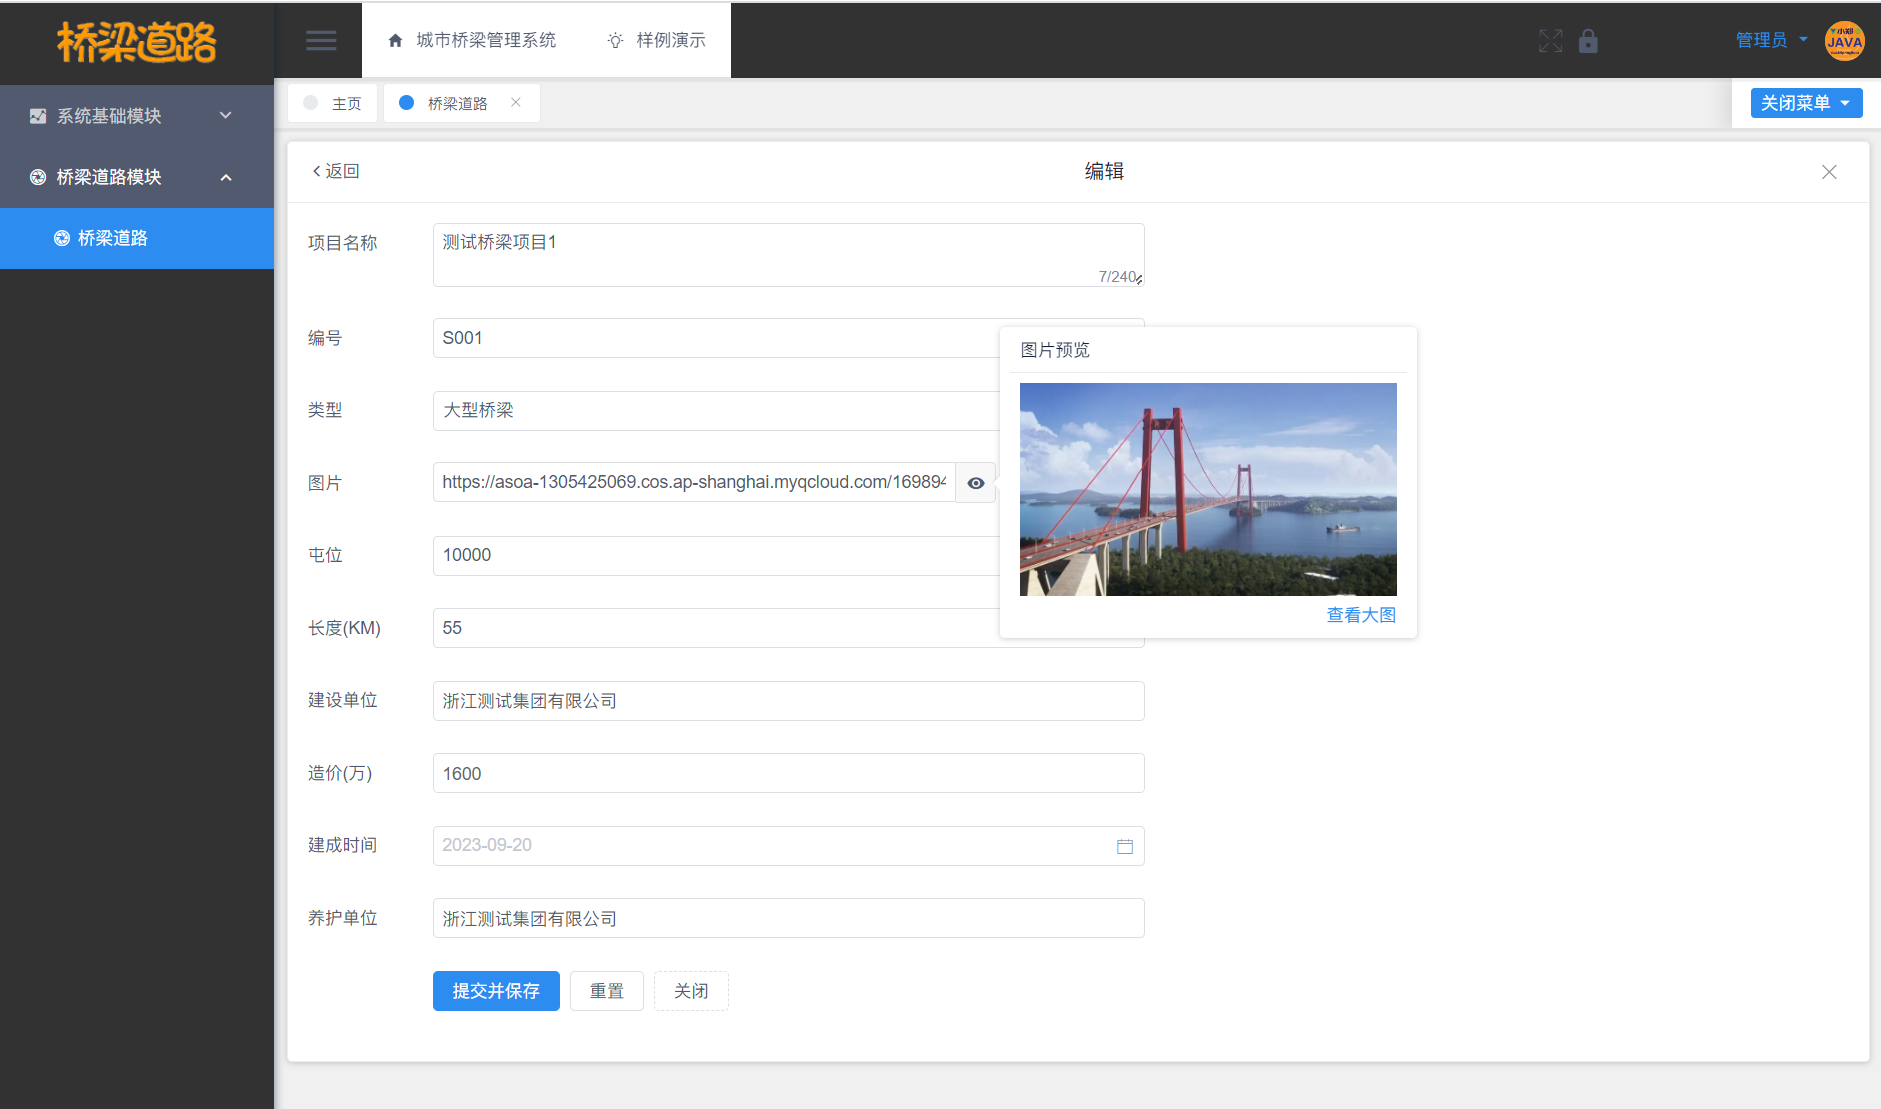 桥梁道路
城市桥梁管理系统
样例演示
管理员
小郑
JAVA
系统基础模块
桥梁道路模块
桥梁道路
主页
桥梁道路
关闭菜单
返回
编辑
项目名称
测试桥梁项目1
7/240
编号
S001
类型
大型桥梁
图片
https://asoa-1305425069.cos.ap-shanghai.myqcloud.com/169894
图片预览
查看大图
屯位
10000
长度(KM)
55
建设单位
浙江测试集团有限公司
造价(万)
1600
建成时间
2023-09-20
养护单位
浙江测试集团有限公司
提交并保存
重置
关闭